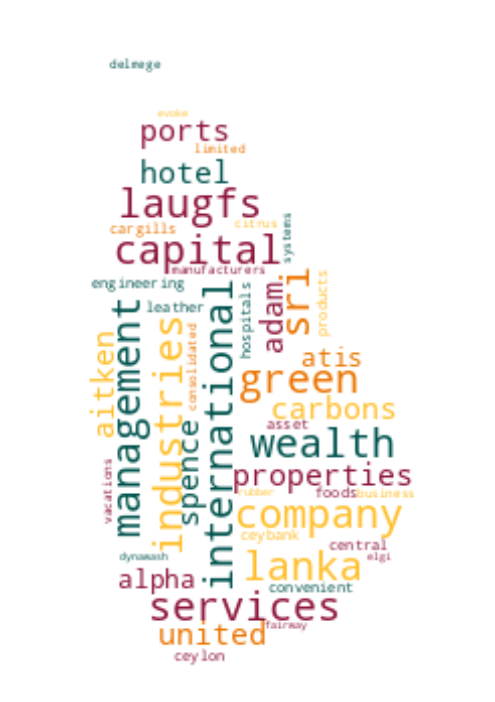 delmege
evoke
ports
limited
hotel
laugfs
cargills
citrus
systems
capital
manufacturers
engineering
leather
management
industries
consolidated
international
hospitals
adam.
srl
products
aitken
spence
atis
green
carbons
asset
wealth
properties
vacations
rubber
foods
business
company
ceybank
central
elgi
dynawash
lanka
alpha
convenient
services
fairway
united
ceylon